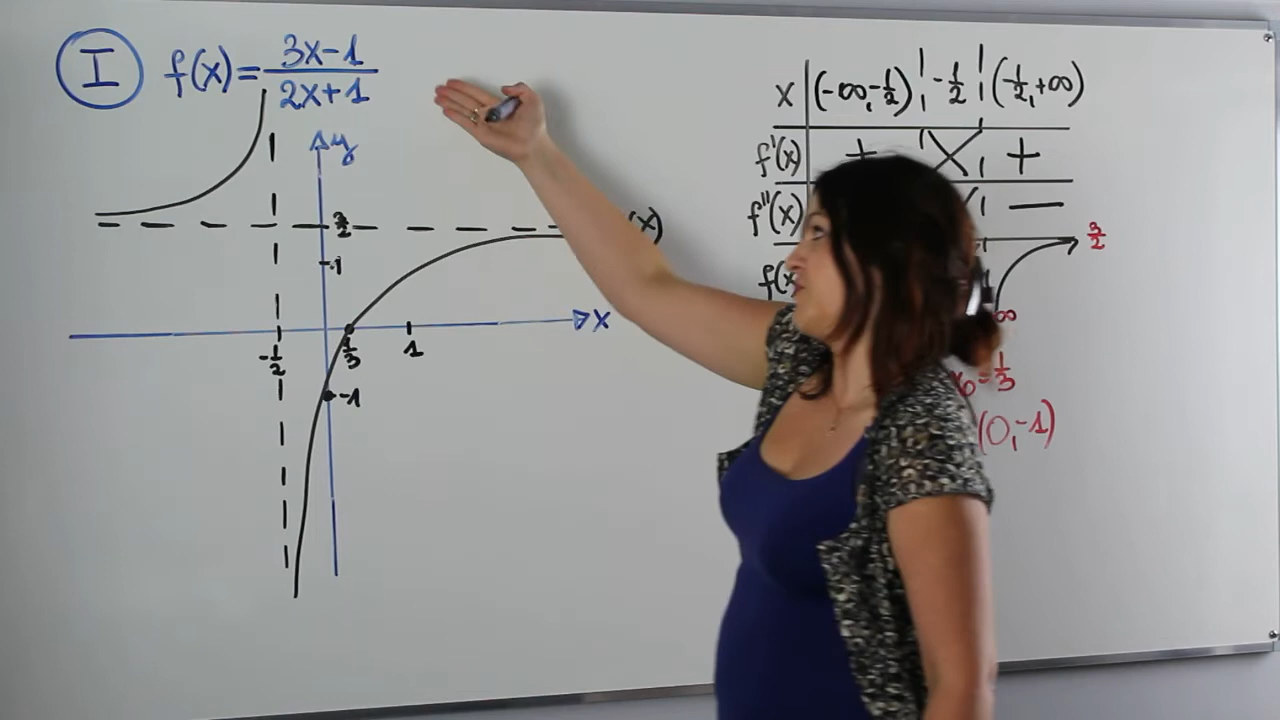 I f(x) = 3x-1 / 2x+1
y
3/2
1
x
-1/2
1/3
1
-1
(x)
x (-∞, -1/2) -1/2 (-1/2, +∞)
f'(x) + +
f''(x) —
f(x 3/2
∞
= 1/3
(0, -1)